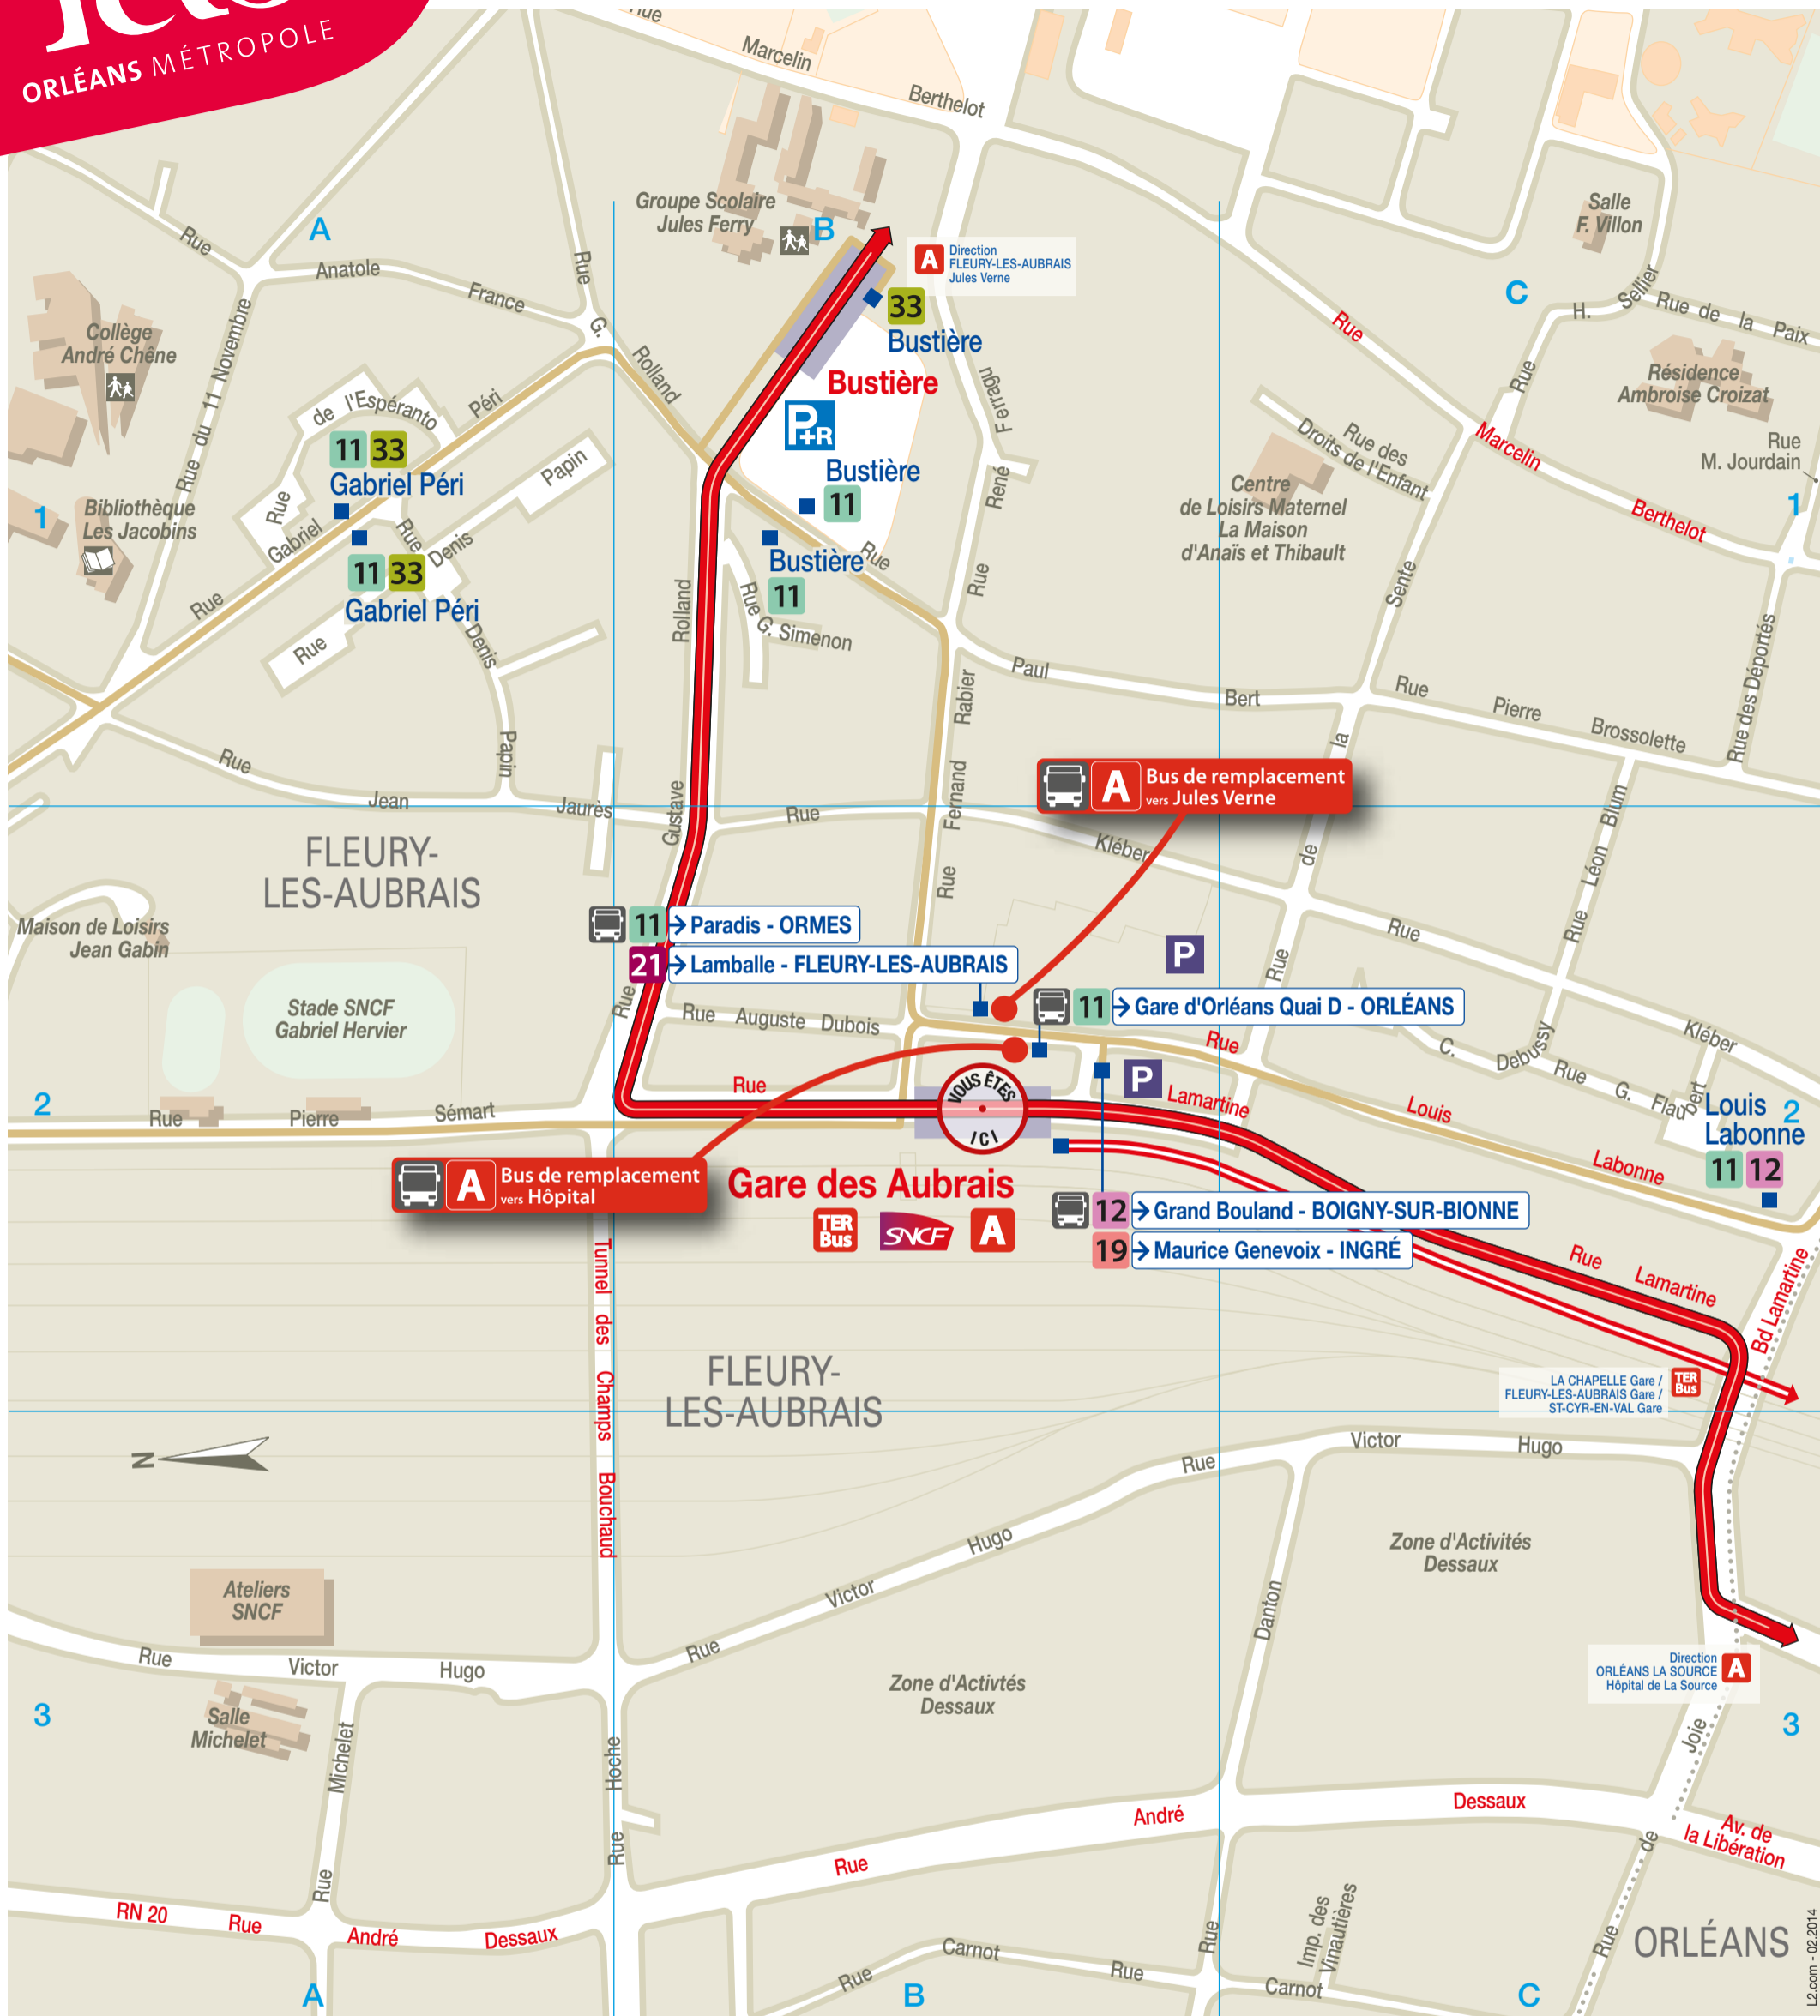 ORLÉANS MÉTROPOLE
Rue
Marcelin
Berthelot
Groupe Scolaire
Jules Ferry
A
B
C
Salle
F. Villon
Rue
Anatole
France
Rue
G.
Rolland
A
Direction
FLEURY-LES-AUBRAIS
Jules Verne
33
Bustière
Bustière
P+R
Bustière
11
Bustière
11
Collège
André Chêne
Rue du 11 Novembre
Rue
de l'Espéranto
Gabriel
Péri
11 33
Gabriel Péri
11 33
Gabriel Péri
Bibliothèque
Les Jacobins
1
Rue
Rue
Denis
Papin
Rue
Denis
Papin
Rue
G. Simenon
Rue
Rue
René
Ferragu
Rue
Marcelin
Berthelot
H.
Sellier
Rue
Rue de la Paix
Résidence
Ambroise Croizat
Rue
M. Jourdain
1
Rue des
Droits de l'Enfant
Centre
de Loisirs Maternel
La Maison
d'Anaïs et Thibault
Rue des Déportés
Paul
Bert
Rue
Pierre
Brossolette
Rue
de
la
Sente
Rue
Jean
Jaurès
Rue
Gustave
Rolland
Rue
Fernand
Rabier
Rue
Kléber
Rue
Kléber
Rue Léon Blum
A
Bus de remplacement
vers Jules Verne
FLEURY-
LES-AUBRAIS
Maison de Loisirs
Jean Gabin
Stade SNCF
Gabriel Hervier
11
Paradis - ORMES
21
Lamballe - FLEURY-LES-AUBRAIS
P
11
Gare d'Orléans Quai D - ORLÉANS
Rue Auguste Dubois
Rue
Louis
Labonne
C. Debussy
Rue G. Flaubert
Louis
Labonne
11 12
2
2
Rue
Pierre
Sémart
Rue
Lamartine
P
VOUS ÊTES
ICI
A
Bus de remplacement
vers Hôpital
Gare des Aubrais
TER
Bus
SNCF
A
12
Grand Bouland - BOIGNY-SUR-BIONNE
19
Maurice Genevoix - INGRÉ
Rue
Lamartine
Bd Lamartine
LA CHAPELLE Gare /
FLEURY-LES-AUBRAIS Gare /
ST-CYR-EN-VAL Gare
TER
Bus
Tunnel des Champs Bouchaud
FLEURY-
LES-AUBRAIS
N
Rue
Victor
Hugo
Rue
Victor
Hugo
Ateliers
SNCF
Rue
Victor
Hugo
Salle
Michelet
Zone d'Activités
Dessaux
Zone d'Activtés
Dessaux
Direction
ORLÉANS LA SOURCE
Hôpital de La Source
A
3
3
Rue
Michelet
Rue
Hoche
Rue
Danton
Rue
de
Joie
RN 20
Rue
André
Dessaux
Rue
André
Dessaux
Av. de
la Libération
Rue
Carnot
Rue
Carnot
Imp. des
Vinautières
ORLÉANS
L2.com - 02.2014
A
B
C